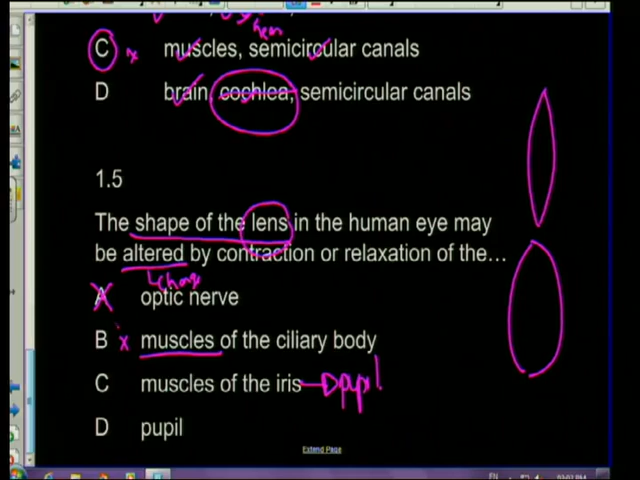 C x muscles, semicircular canals
D brain, cochlea, semicircular canals
1.5
The shape of the lens in the human eye may
be altered by contraction or relaxation of the...
change
A optic nerve
B x muscles of the ciliary body
C muscles of the iris pupil
D pupil
Extend Page
EN